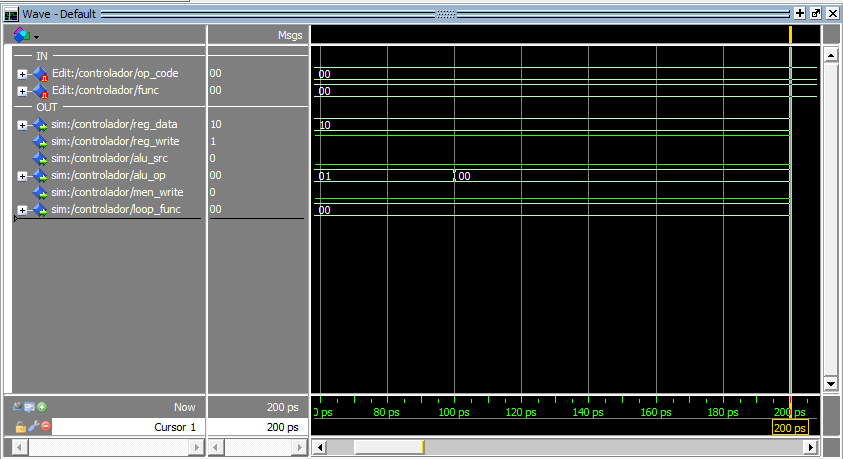 Wave - Default
Msgs
IN
Edit:/controlador/op_code 00 00
Edit:/controlador/func 00 00
OUT
sim:/controlador/reg_data 10 10
sim:/controlador/reg_write 1
sim:/controlador/alu_src 0
sim:/controlador/alu_op 00 01 00
sim:/controlador/men_write 0
sim:/controlador/loop_func 00 00
Now 200 ps 80 ps 100 ps 120 ps 140 ps 160 ps 180 ps 200 ps
Cursor 1 200 ps 200 ps